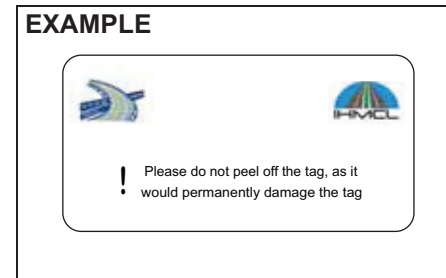 EXAMPLE
IHMCL
! Please do not peel off the tag, as it
would permanently damage the tag